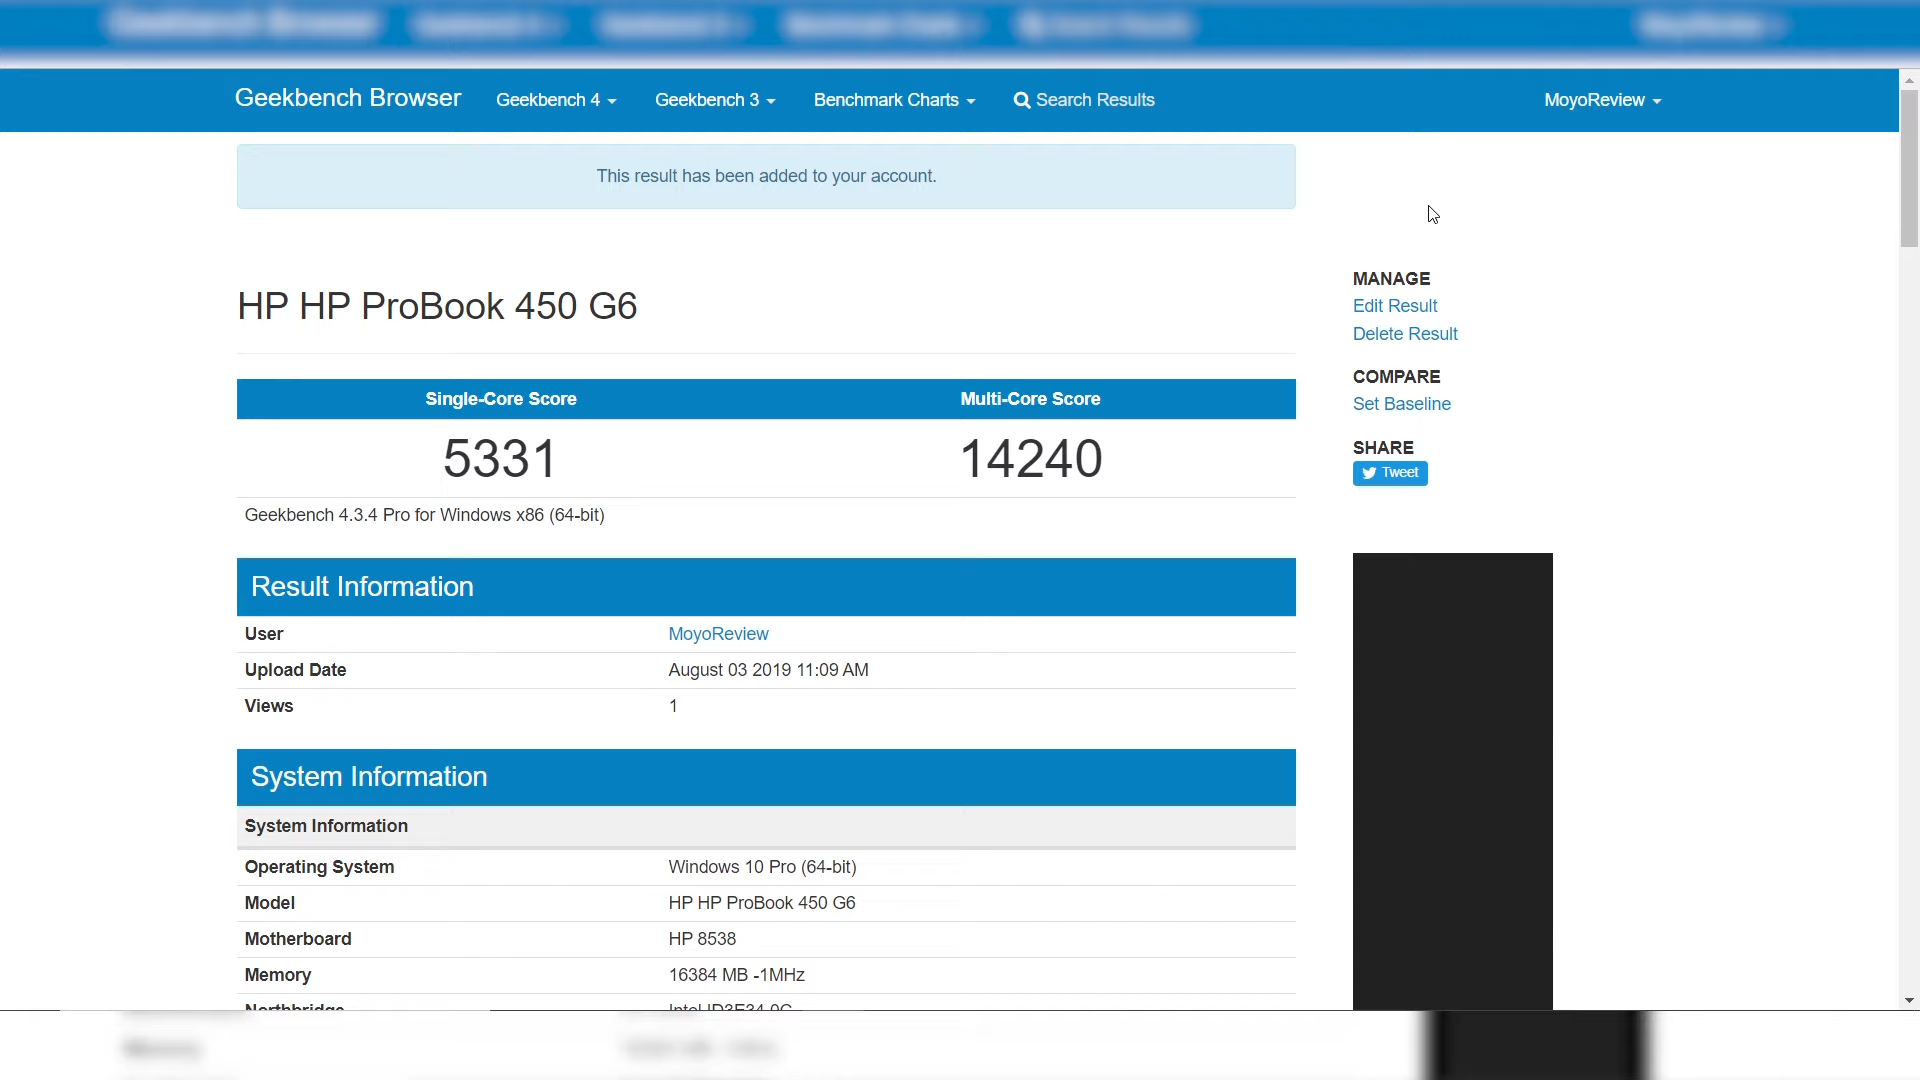 Geekbench Browser Geekbench 4 Geekbench 3 Benchmark Charts Search Results MoyoReview
This result has been added to your account.
HP HP ProBook 450 G6
Single-Core Score Multi-Core Score
5331 14240
Geekbench 4.3.4 Pro for Windows x86 (64-bit)
Result Information
User MoyoReview
Upload Date August 03 2019 11:09 AM
Views 1
System Information
System Information
Operating System Windows 10 Pro (64-bit)
Model HP HP ProBook 450 G6
Motherboard HP 8538
Memory 16384 MB -1MHz
Northbridge Intel
MANAGE
Edit Result
Delete Result
COMPARE
Set Baseline
SHARE
Tweet